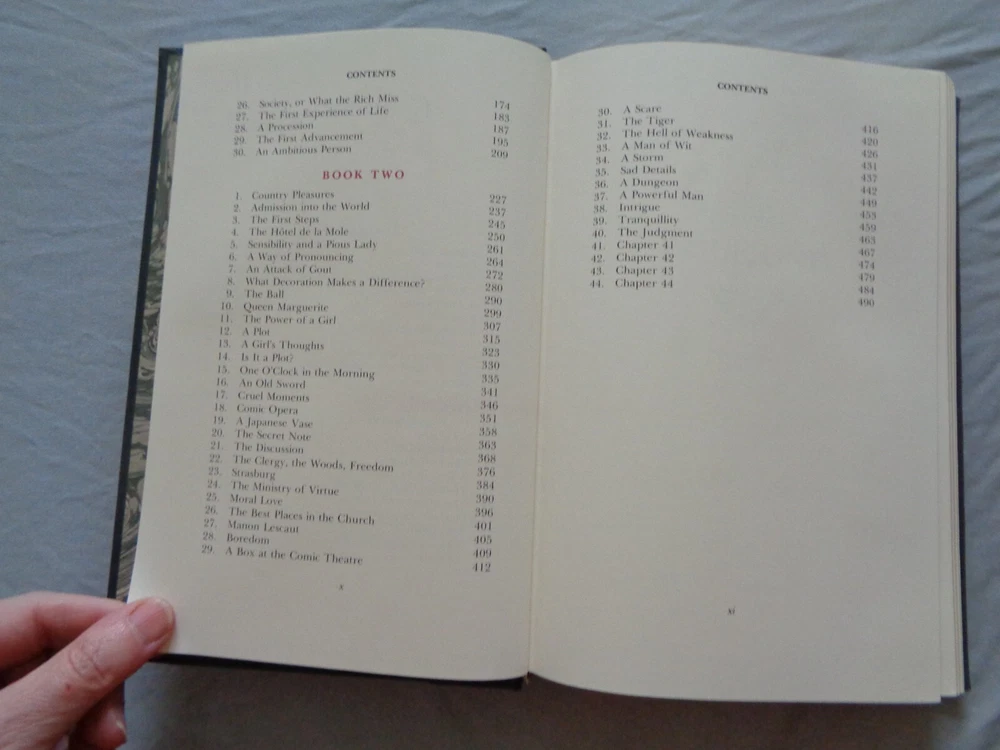 CONTENTS
26. Society, or What the Rich Miss 174
27. The First Experience of Life 183
28. A Procession 187
29. The First Advancement 195
30. An Ambitious Person 209
BOOK TWO
1. Country Pleasures 227
2. Admission into the World 237
3. The First Steps 245
4. The Hôtel de la Mole 250
5. Sensibility and a Pious Lady 261
6. A Way of Pronouncing 264
7. An Attack of Gout 272
8. What Decoration Makes a Difference? 280
9. The Ball 290
10. Queen Marguerite 299
11. The Power of a Girl 307
12. A Plot 315
13. A Girl's Thoughts 323
14. Is It a Plot? 330
15. One O'Clock in the Morning 335
16. An Old Sword 341
17. Cruel Moments 346
18. Comic Opera 351
19. A Japanese Vase 358
20. The Secret Note 363
21. The Discussion 368
22. The Clergy, the Woods, Freedom 376
23. Strasburg 384
24. The Ministry of Virtue 390
25. Moral Love 396
26. The Best Places in the Church 401
27. Manon Lescaut 405
28. Boredom 409
29. A Box at the Comic Theatre 412
x
CONTENTS
30. A Scare 416
31. The Tiger 420
32. The Hell of Weakness 426
33. A Man of Wit 431
34. A Storm 432
35. Sad Details 442
36. A Dungeon 449
37. A Powerful Man 453
38. Intrigue 459
39. Tranquillity 463
40. The Judgment 467
41. Chapter 41 474
42. Chapter 42 479
43. Chapter 43 484
44. Chapter 44 490
xi